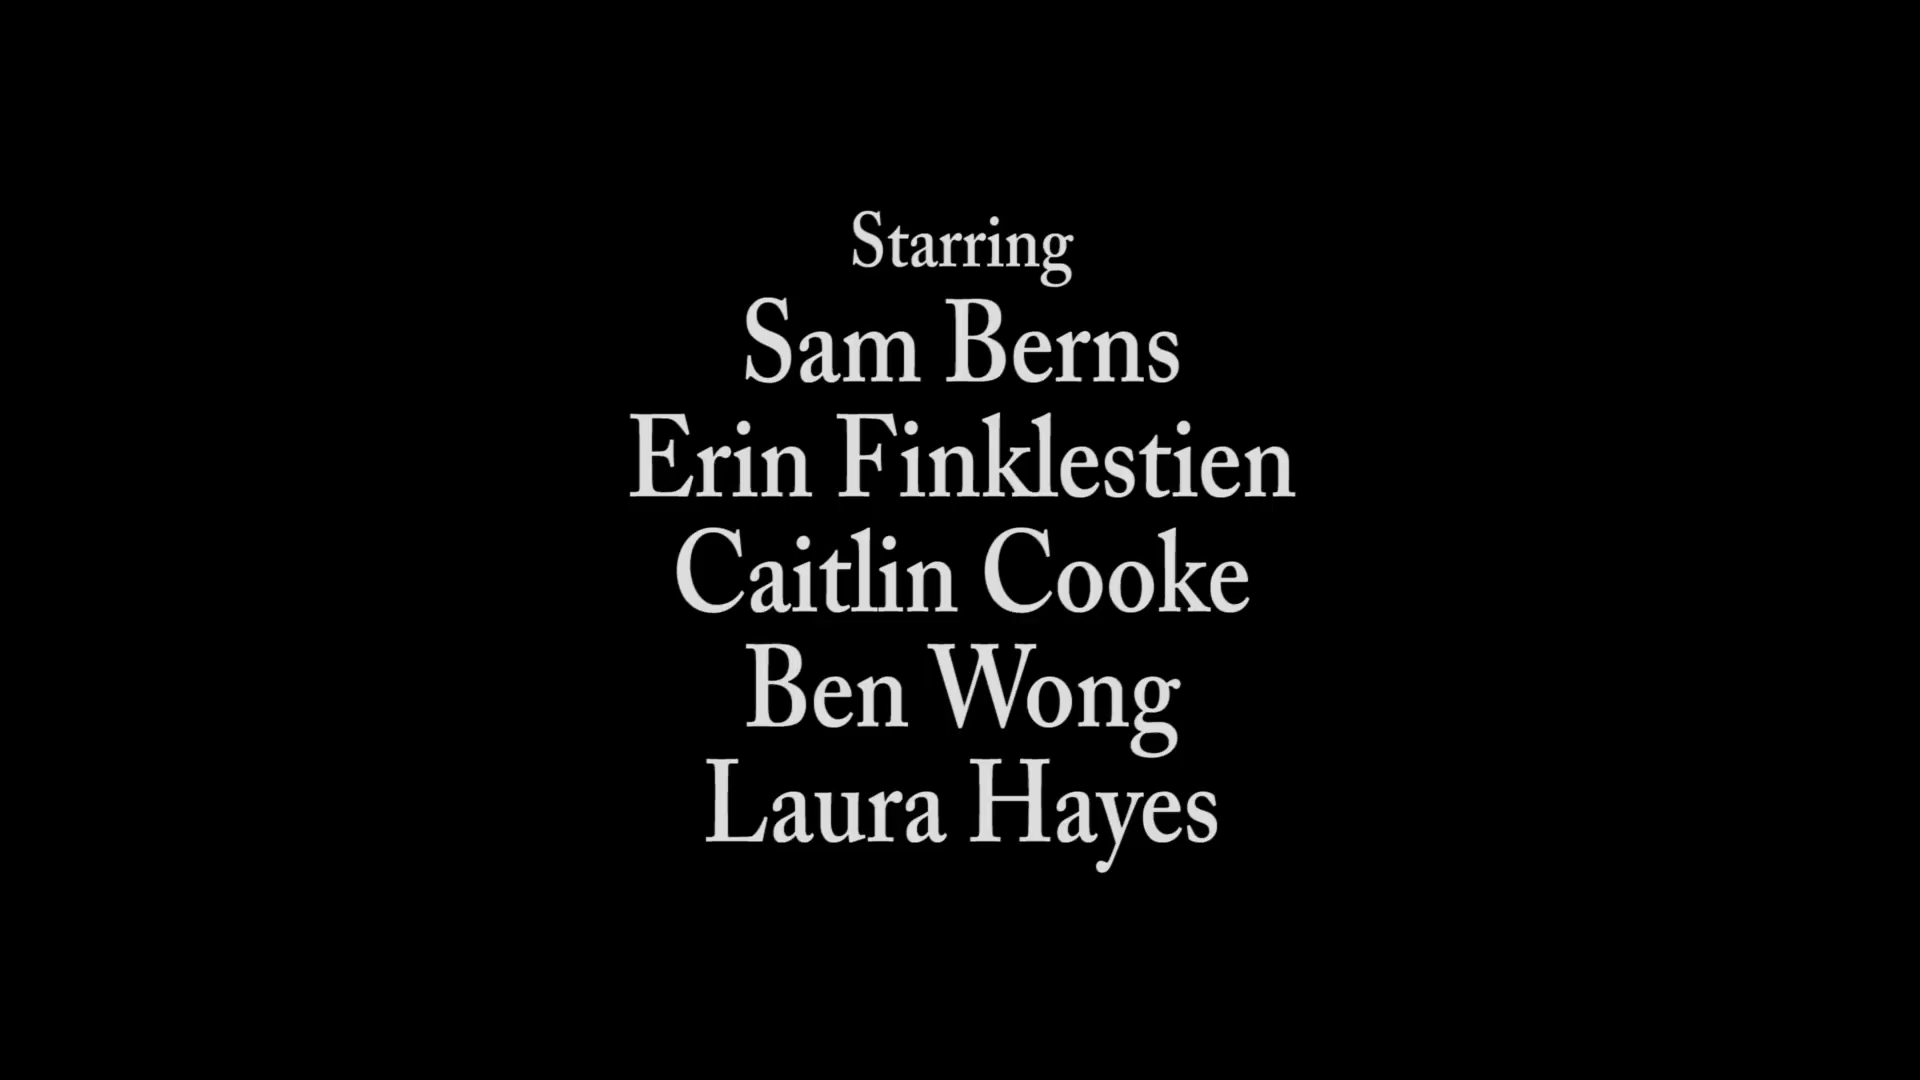 Starring
Sam Berns
Erin Finklestien
Caitlin Cooke
Ben Wong
Laura Hayes